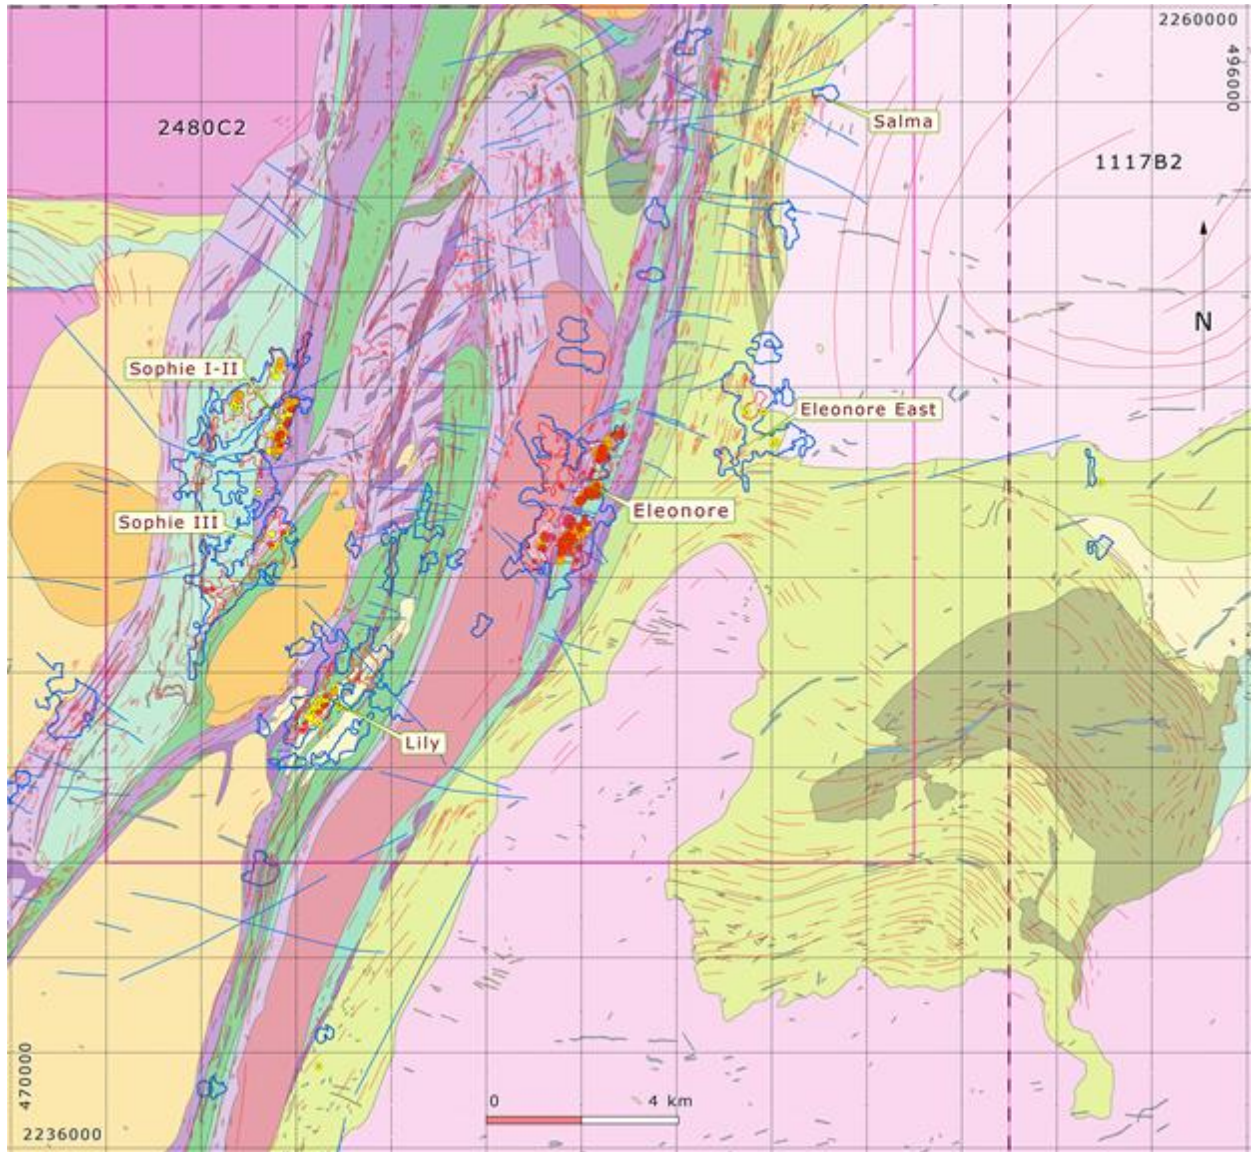 2260000
496000
2480C2
Salma
1117B2
N
Sophie I-II
Eleonore East
Eleonore
Sophie III
Lily
470000
0 4 km
2236000